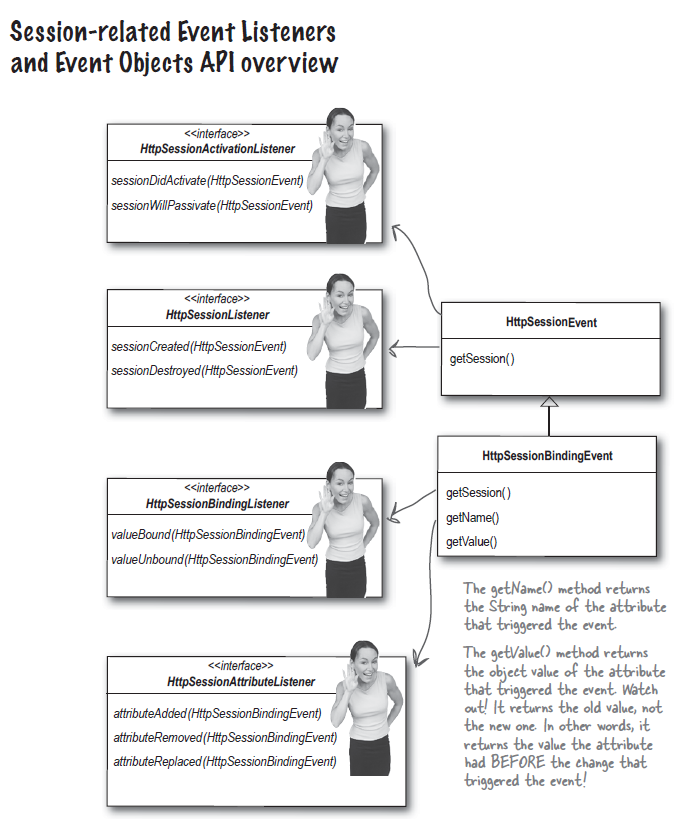 Session-related Event Listeners
and Event Objects API overview
<<interface>>
HttpSessionActivationListener
sessionDidActivate(HttpSessionEvent)
sessionWillPassivate(HttpSessionEvent)
<<interface>>
HttpSessionListener
sessionCreated(HttpSessionEvent)
sessionDestroyed(HttpSessionEvent)
HttpSessionEvent
getSession()
<<interface>>
HttpSessionBindingListener
valueBound(HttpSessionBindingEvent)
valueUnbound(HttpSessionBindingEvent)
HttpSessionBindingEvent
getSession()
getName()
getValue()
<<interface>>
HttpSessionAttributeListener
attributeAdded(HttpSessionBindingEvent)
attributeRemoved(HttpSessionBindingEvent)
attributeReplaced(HttpSessionBindingEvent)
The getName() method returns
the String name of the attribute
that triggered the event.
The getValue() method returns
the object value of the attribute
that triggered the event. Watch
out! It returns the old value, not
the new one. In other words, it
returns the value the attribute
had BEFORE the change that
triggered the event!